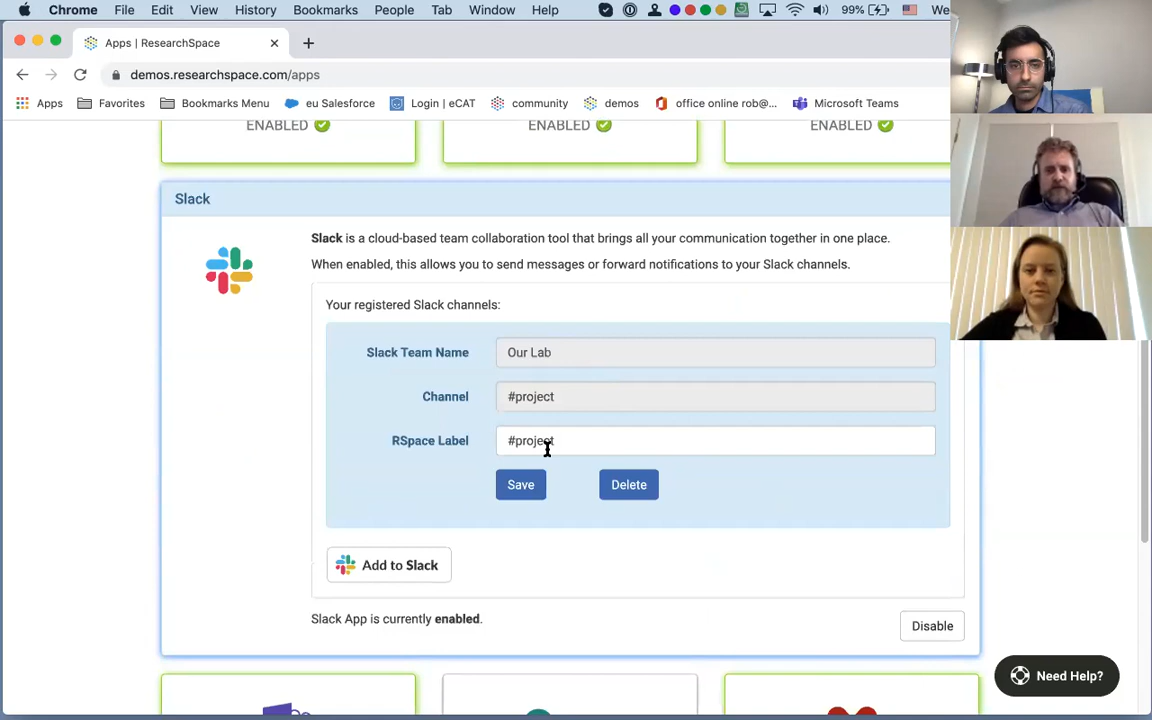 Chrome File Edit View History Bookmarks People Tab Window Help 99% We
Apps | ResearchSpace
demos.researchspace.com/apps
Apps Favorites Bookmarks Menu eu Salesforce Login | eCAT community demos office online rob@... Microsoft Teams
ENABLED ENABLED ENABLED
Slack
Slack is a cloud-based team collaboration tool that brings all your communication together in one place.
When enabled, this allows you to send messages or forward notifications to your Slack channels.
Your registered Slack channels:
Slack Team Name Our Lab
Channel #project
RSpace Label #project
Save Delete
Add to Slack
Slack App is currently enabled.
Disable
Need Help?